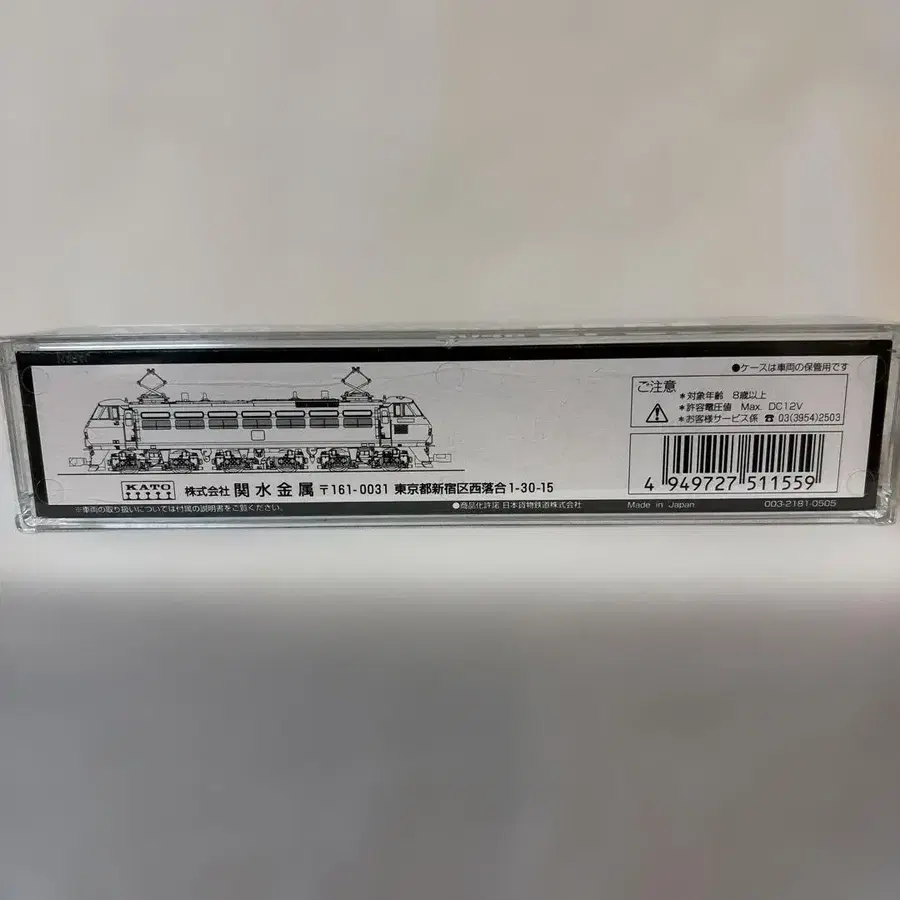 ●ケースは車両の保管用です
ご注意
*対象年齢 8歳以上
*許容電圧値 Max. DC12V
*お客様サービス係 ☎ 03(3954)2503
4 949727 511559
KATO 株式会社 関水金属 〒161-0031 東京都新宿区西落合1-30-15
※車両の取り扱いについては付属の説明書をご覧ください。 ●商品化許諾 日本貨物鉄道株式会社 Made in Japan 003-2181-0505